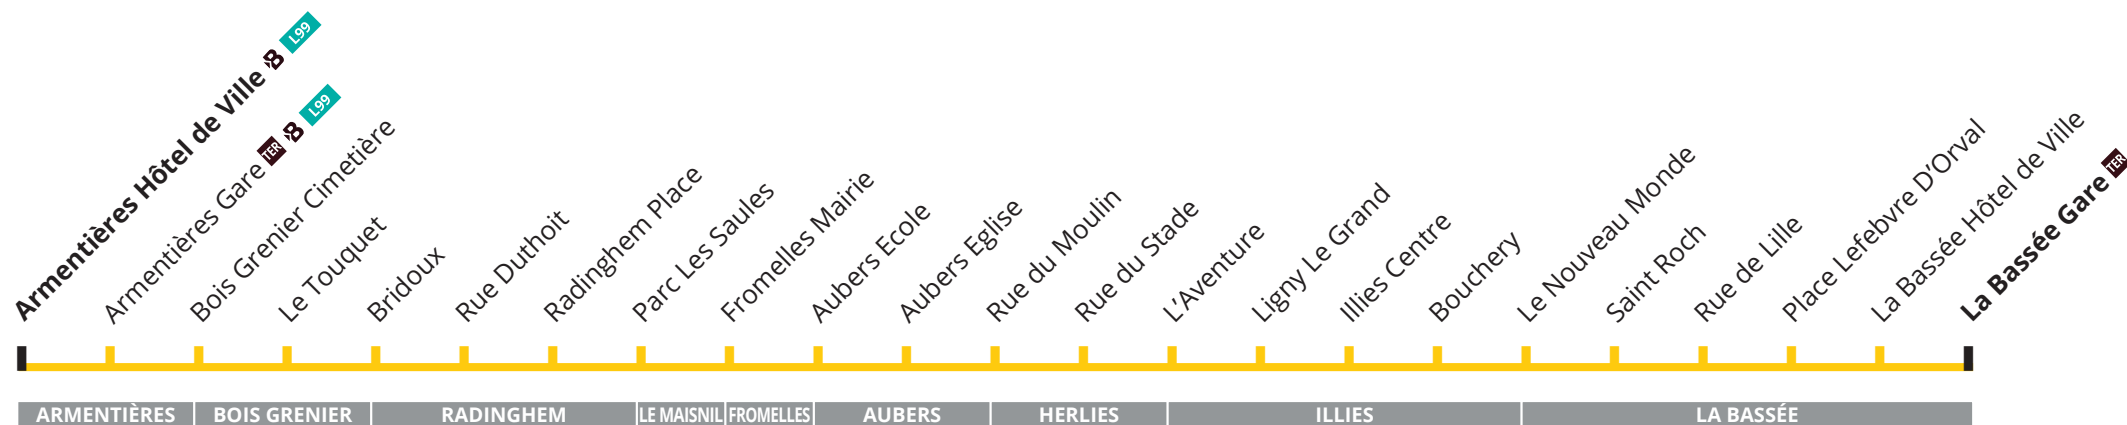 Armentières Hôtel de Ville B L99
Armentières Gare TER B L99
Bois Grenier Cimetière
Le Touquet
Bridoux
Rue Duthoit
Radinghem Place
Parc Les Saules
Fromelles Mairie
Aubers Ecole
Aubers Eglise
Rue du Moulin
Rue du Stade
L’Aventure
Ligny Le Grand
Illies Centre
Bouchery
Le Nouveau Monde
Saint Roch
Rue de Lille
Place Lefebvre D’Orval
La Bassée Hôtel de Ville
La Bassée Gare TER
ARMENTIÈRES BOIS GRENIER RADINGHEM LE MAISNIL FROMELLES AUBERS HERLIES ILLIES LA BASSÉE